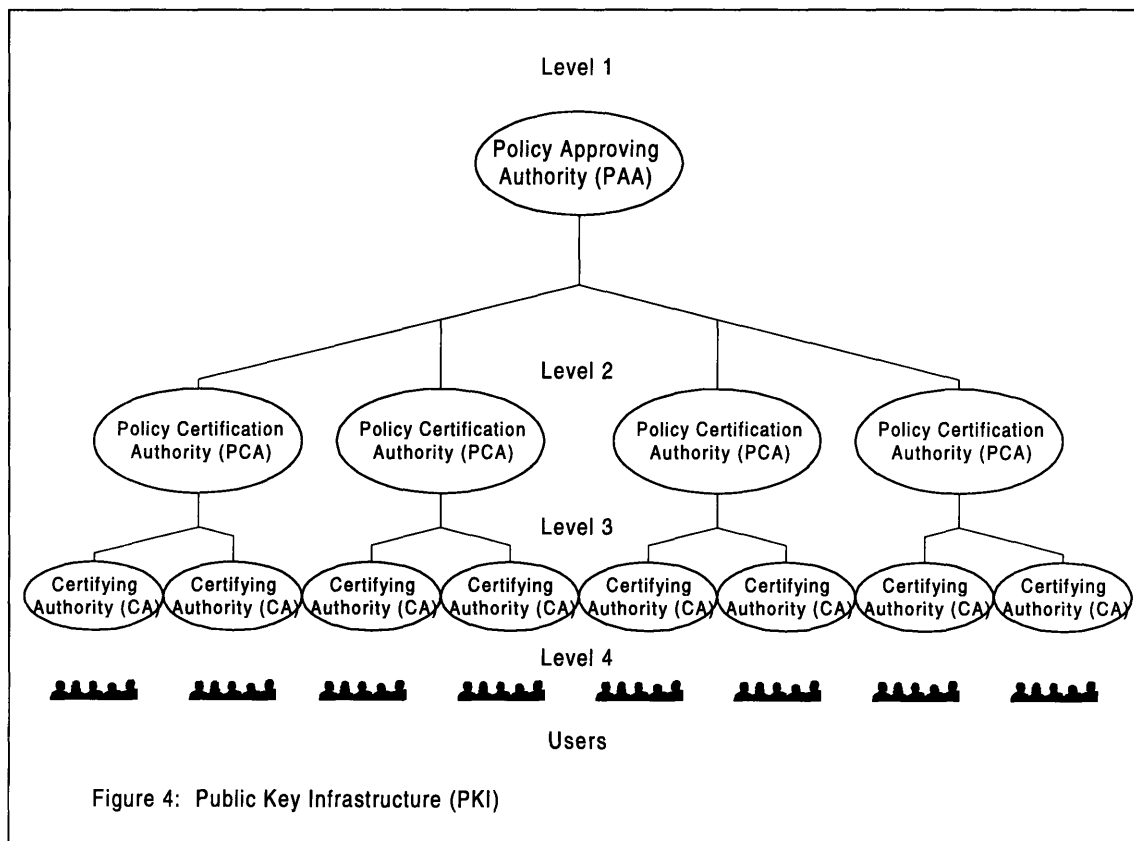 Level 1
Policy Approving
Authority (PAA)
Level 2
Policy Certification
Authority (PCA)
Policy Certification
Authority (PCA)
Policy Certification
Authority (PCA)
Policy Certification
Authority (PCA)
Level 3
Certifying
Authority (CA)
Certifying
Authority (CA)
Certifying
Authority (CA)
Certifying
Authority (CA)
Certifying
Authority (CA)
Certifying
Authority (CA)
Certifying
Authority (CA)
Certifying
Authority (CA)
Level 4
Users
Figure 4: Public Key Infrastructure (PKI)